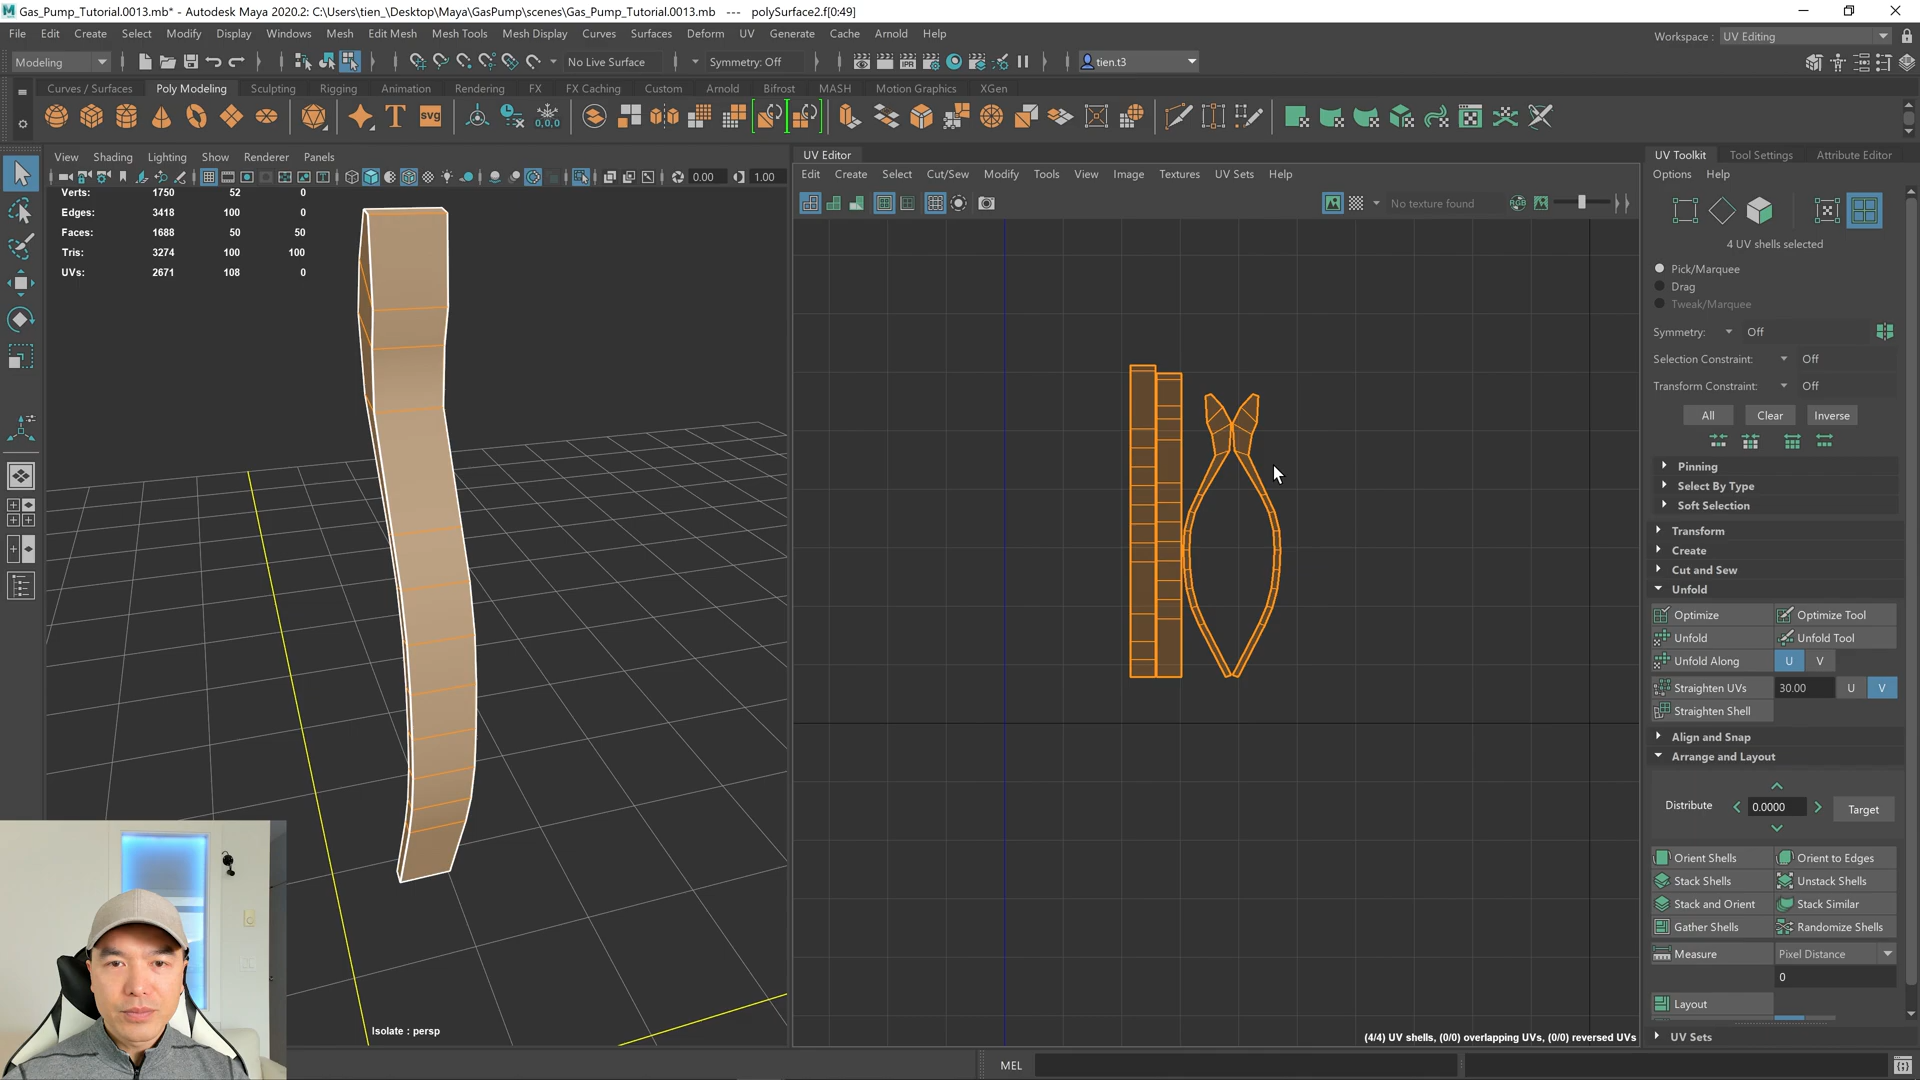 Gas_Pump_Tutorial.0013.mb* - Autodesk Maya 2020.2: C:\Users\tien_\Desktop\Maya\GasPump\scenes\Gas_Pump_Tutorial.0013.mb --- polySurface2.f[0:49]
File Edit Create Select Modify Display Windows Mesh Edit Mesh Mesh Tools Mesh Display Curves Surfaces Deform UV Generate Cache Arnold Help
Workspace : UV Editing
Modeling No Live Surface Symmetry: Off tien.t3
Curves / Surfaces Poly Modeling Sculpting Rigging Animation Rendering FX FX Caching Custom Arnold Bifrost MASH Motion Graphics XGen
T svg 0,0,0
View Shading Lighting Show Renderer Panels
0.00 1.00
Verts: 1750 52 0
Edges: 3418 100 0
Faces: 1688 50 50
Tris: 3274 100 100
UVs: 2671 108 0
Isolate : persp
UV Editor
Edit Create Select Cut/Sew Modify Tools View Image Textures UV Sets Help
No texture found RGB
(4/4) UV shells, (0/0) overlapping UVs, (0/0) reversed UVs
UV Toolkit Tool Settings Attribute Editor
Options Help
4 UV shells selected
Pick/Marquee
Drag
Tweak/Marquee
Symmetry: Off
Selection Constraint: Off
Transform Constraint: Off
All Clear Inverse
Pinning
Select By Type
Soft Selection
Transform
Create
Cut and Sew
Unfold
Optimize Optimize Tool
Unfold Unfold Tool
Unfold Along U V
Straighten UVs 30.00 U V
Straighten Shell
Align and Snap
Arrange and Layout
Distribute 0.0000 Target
Orient Shells Orient to Edges
Stack Shells Unstack Shells
Stack and Orient Stack Similar
Gather Shells Randomize Shells
Measure Pixel Distance
0
Layout
UV Sets
MEL